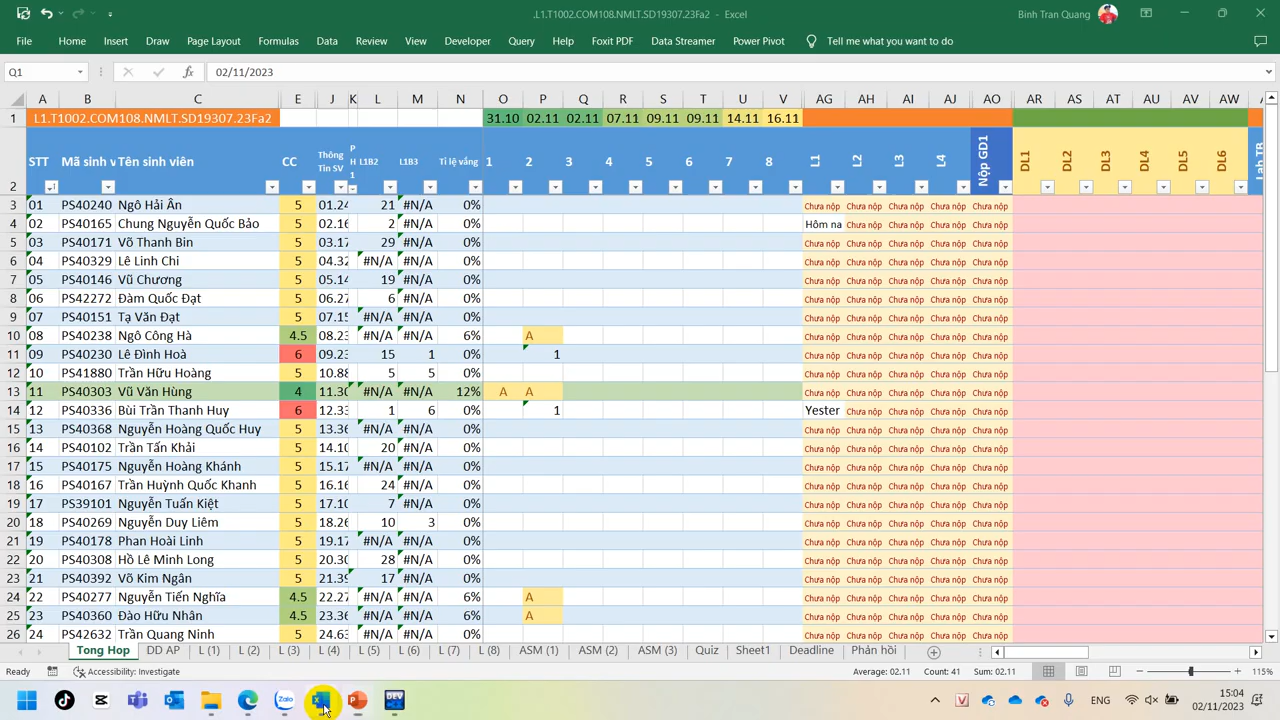 .L1.T1002.COM108.NMLT.SD19307.23Fa2 - Excel
Binh Tran Quang
File Home Insert Draw Page Layout Formulas Data Review View Developer Query Help Foxit PDF Data Streamer Power Pivot Tell me what you want to do
Q1 fx 02/11/2023
A B C E J K L M N O P Q R S T U V AG AH AI AJ AO AR AS AT AU AV AW
1 L1.T1002.COM108.NMLT.SD19307.23Fa2 31.10 02.11 02.11 07.11 09.11 09.11 14.11 16.11
2 STT Mã sinh v Tên sinh viên CC Thông Tin SV PH1 L1B2 L1B3 Tỉ lệ vắng 1 2 3 4 5 6 7 8 L1 L2 L3 L4 Nộp GD1 DL1 DL2 DL3 DL4 DL5 DL6 Lab TB
3 01 PS40240 Ngô Hải Ân 5 01.24 21 #N/A 0% Chưa nộp Chưa nộp Chưa nộp Chưa nộp Chưa nộp
4 02 PS40165 Chung Nguyễn Quốc Bảo 5 02.16 2 #N/A 0% Hôm na Chưa nộp Chưa nộp Chưa nộp Chưa nộp
5 03 PS40171 Võ Thanh Bin 5 03.17 29 #N/A 0% Chưa nộp Chưa nộp Chưa nộp Chưa nộp Chưa nộp
6 04 PS40329 Lê Linh Chi 5 04.32 #N/A #N/A 0% Chưa nộp Chưa nộp Chưa nộp Chưa nộp Chưa nộp
7 05 PS40146 Vũ Chương 5 05.14 19 #N/A 0% Chưa nộp Chưa nộp Chưa nộp Chưa nộp Chưa nộp
8 06 PS42272 Đàm Quốc Đạt 5 06.27 6 #N/A 0% Chưa nộp Chưa nộp Chưa nộp Chưa nộp Chưa nộp
9 07 PS40151 Tạ Văn Đạt 5 07.15 #N/A #N/A 0% Chưa nộp Chưa nộp Chưa nộp Chưa nộp Chưa nộp
10 08 PS40238 Ngô Công Hà 4.5 08.23 #N/A #N/A 6% A Chưa nộp Chưa nộp Chưa nộp Chưa nộp Chưa nộp
11 09 PS40230 Lê Đình Hoà 6 09.23 15 1 0% 1 Chưa nộp Chưa nộp Chưa nộp Chưa nộp Chưa nộp
12 10 PS41880 Trần Hữu Hoàng 5 10.88 5 5 0% Chưa nộp Chưa nộp Chưa nộp Chưa nộp Chưa nộp
13 11 PS40303 Vũ Văn Hùng 4 11.30 #N/A #N/A 12% A A Chưa nộp Chưa nộp Chưa nộp Chưa nộp Chưa nộp
14 12 PS40336 Bùi Trần Thanh Huy 6 12.33 1 6 0% 1 Yester Chưa nộp Chưa nộp Chưa nộp Chưa nộp
15 13 PS40368 Nguyễn Hoàng Quốc Huy 5 13.36 #N/A #N/A 0% Chưa nộp Chưa nộp Chưa nộp Chưa nộp Chưa nộp
16 14 PS40102 Trần Tấn Khải 5 14.10 20 #N/A 0% Chưa nộp Chưa nộp Chưa nộp Chưa nộp Chưa nộp
17 15 PS40175 Nguyễn Hoàng Khánh 5 15.17 #N/A #N/A 0% Chưa nộp Chưa nộp Chưa nộp Chưa nộp Chưa nộp
18 16 PS40167 Trần Huỳnh Quốc Khanh 5 16.16 24 #N/A 0% Chưa nộp Chưa nộp Chưa nộp Chưa nộp Chưa nộp
19 17 PS39101 Nguyễn Tuấn Kiệt 5 17.10 7 #N/A 0% Chưa nộp Chưa nộp Chưa nộp Chưa nộp Chưa nộp
20 18 PS40269 Nguyễn Duy Liêm 5 18.26 10 3 0% Chưa nộp Chưa nộp Chưa nộp Chưa nộp Chưa nộp
21 19 PS40178 Phan Hoài Linh 5 19.17 #N/A #N/A 0% Chưa nộp Chưa nộp Chưa nộp Chưa nộp Chưa nộp
22 20 PS40308 Hồ Lê Minh Long 5 20.30 28 #N/A 0% Chưa nộp Chưa nộp Chưa nộp Chưa nộp Chưa nộp
23 21 PS40392 Võ Kim Ngân 5 21.39 17 #N/A 0% Chưa nộp Chưa nộp Chưa nộp Chưa nộp Chưa nộp
24 22 PS40277 Nguyễn Tiến Nghĩa 4.5 22.27 #N/A #N/A 6% A Chưa nộp Chưa nộp Chưa nộp Chưa nộp Chưa nộp
25 23 PS40360 Đào Hữu Nhân 4.5 23.36 #N/A #N/A 6% A Chưa nộp Chưa nộp Chưa nộp Chưa nộp Chưa nộp
26 24 PS42632 Trần Quang Ninh 5 24.63 #N/A #N/A 0% Chưa nộp Chưa nộp Chưa nộp Chưa nộp Chưa nộp
Tong Hop DD AP L (1) L (2) L (3) L (4) L (5) L (6) L (7) L (8) ASM (1) ASM (2) ASM (3) Quiz Sheet1 Deadline Phản hồi
Ready Accessibility: Investigate Average: 02.11 Count: 41 Sum: 02.11 115%
Zalo DEV ENG 15:04
02/11/2023